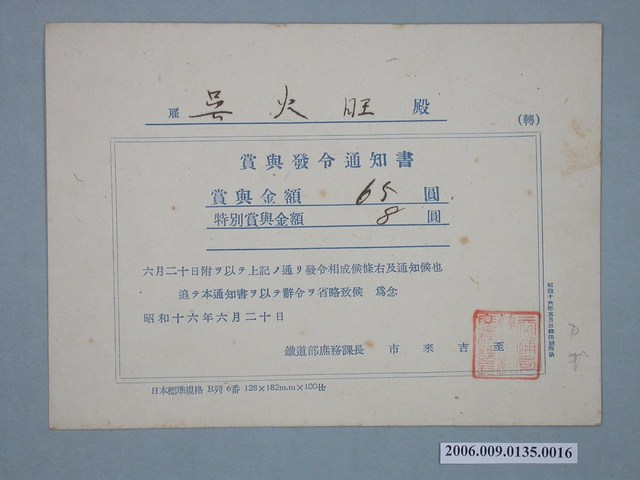 雇 吳火旺 殿
(轉)
賞與發令通知書
賞與金額 65 圓
特別賞與金額 8 圓
六月二十日附ヲ以テ上記ノ通リ發令相成候條右及通知候也
追テ本通知書ヲ以テ辭令ヲ省略致候 爲念
昭和十六年六月二十日
鐵道部庶務課長 市來吉至
日本標準規格 B列6番 128×182m.m×100枚
2006.009.0135.0016